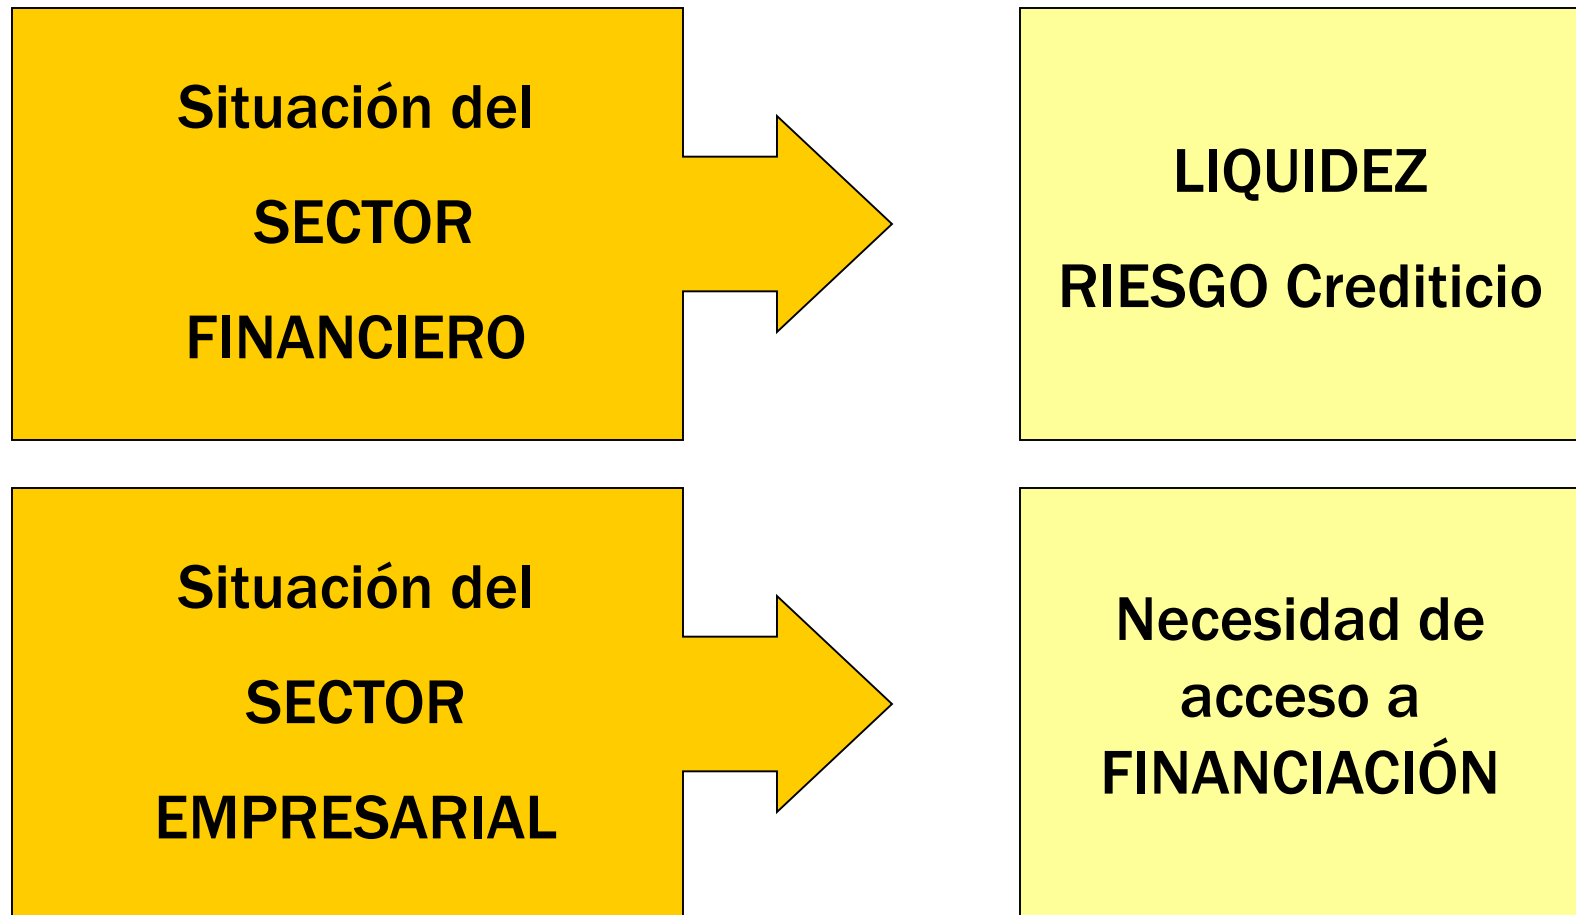 Situación del
SECTOR
FINANCIERO
LIQUIDEZ
RIESGO Crediticio
Situación del
SECTOR
EMPRESARIAL
Necesidad de
acceso a
FINANCIACIÓN